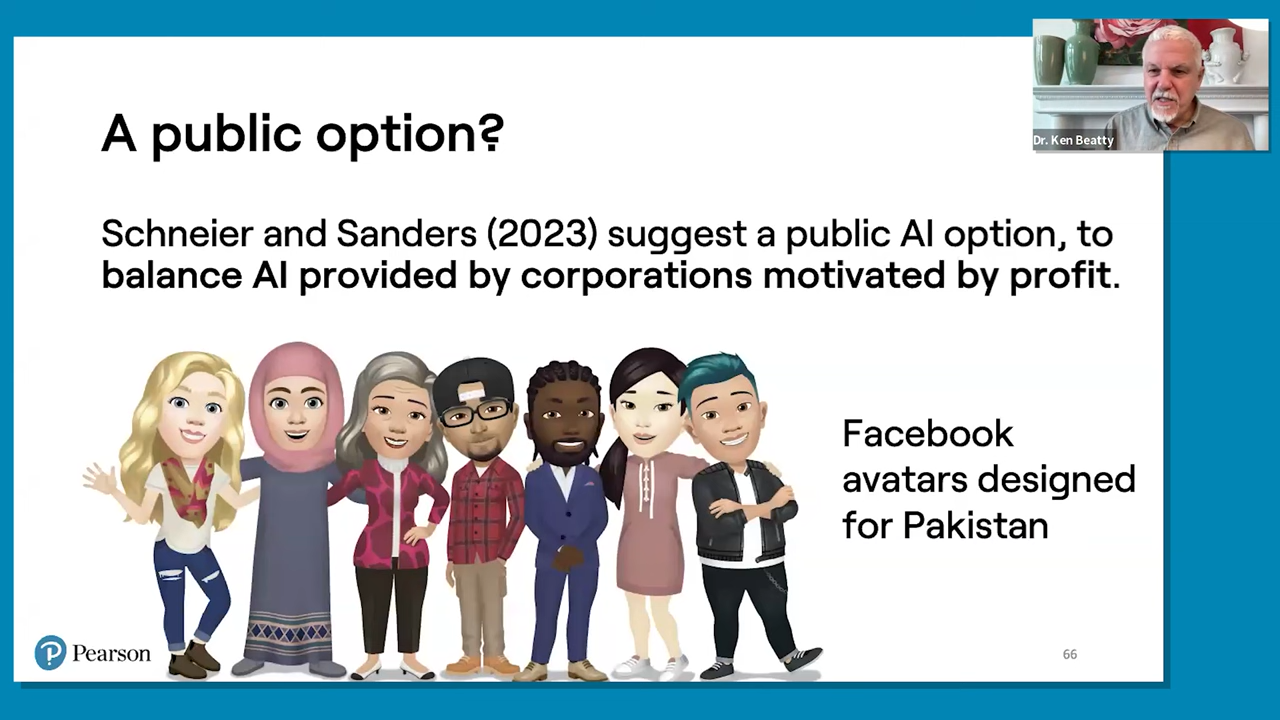 A public option?
Schneier and Sanders (2023) suggest a public AI option, to
balance AI provided by corporations motivated by profit.
Facebook
avatars designed
for Pakistan
Pearson
66
Dr. Ken Beatty